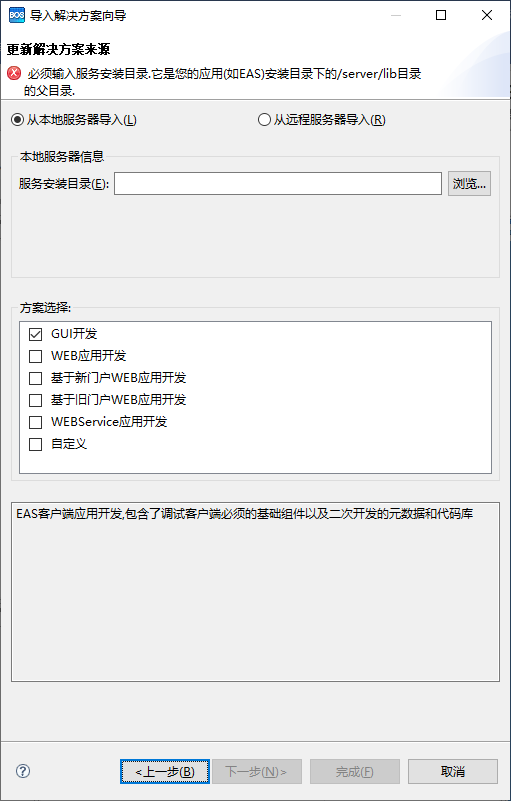 BOS 导入解决方案向导
更新解决方案来源
必须输入服务安装目录.它是您的应用(如EAS)安装目录下的/server/lib目录
的父目录.
从本地服务器导入(L) 从远程服务器导入(R)
本地服务器信息
服务安装目录(E): 浏览...
方案选择:
GUI开发
WEB应用开发
基于新门户WEB应用开发
基于旧门户WEB应用开发
WEBService应用开发
自定义
EAS客户端应用开发,包含了调试客户端必须的基础组件以及二次开发的元数据和代码库
? <上一步(B) 下一步(N)> 完成(F) 取消